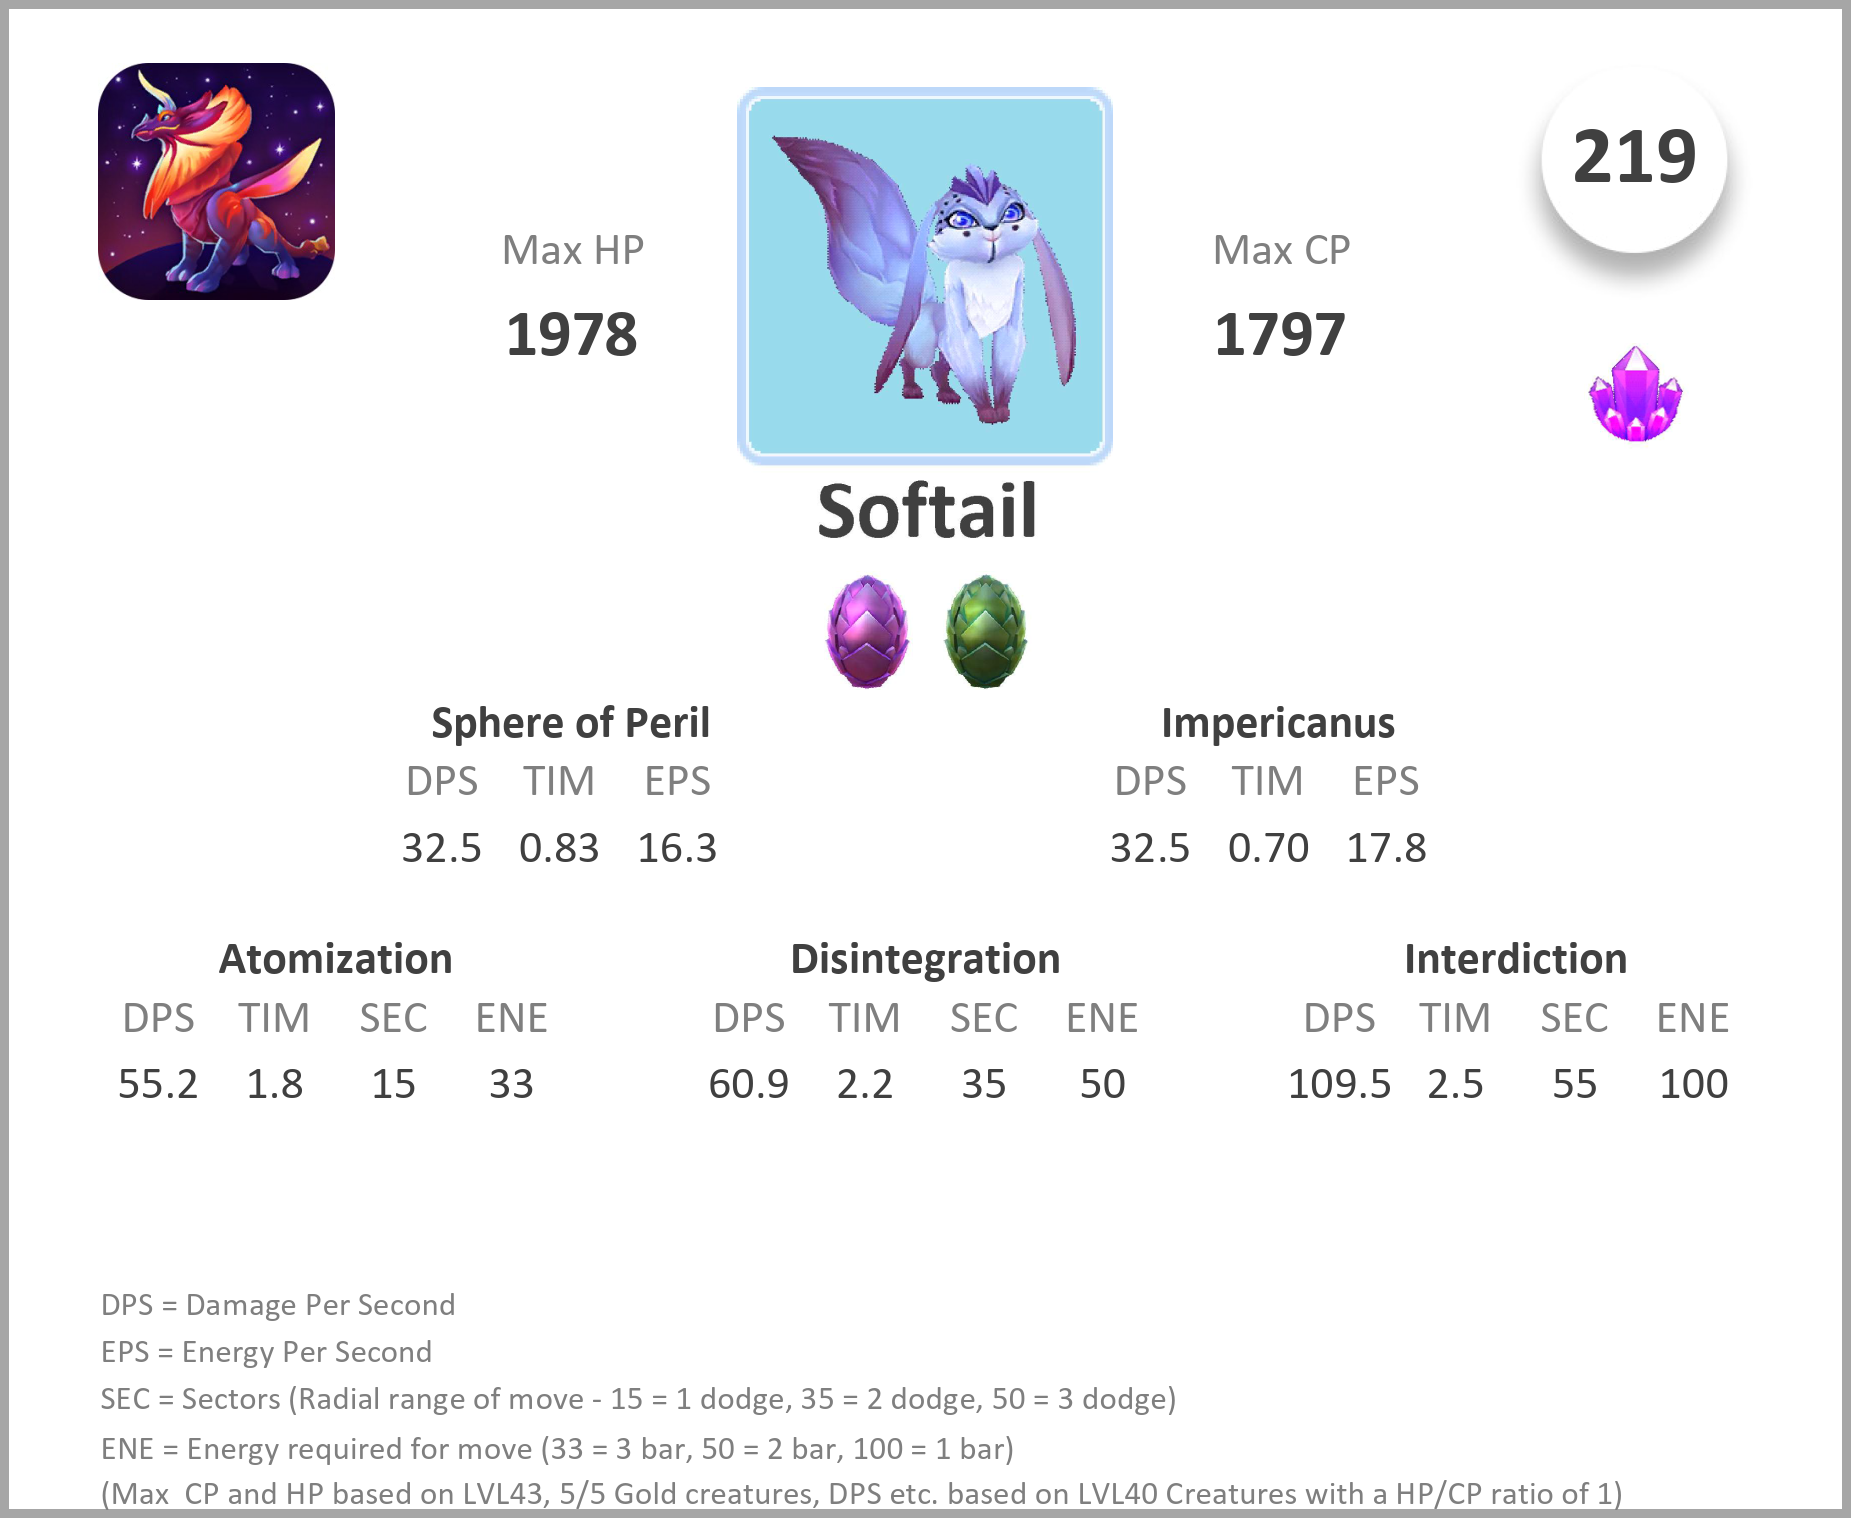 219
Max HP
Max CP
1978
1797
Softail
Sphere of Peril
Impericanus
DPS TIM EPS
DPS TIM EPS
32.5 0.83 16.3
32.5 0.70 17.8
Atomization
Disintegration
Interdiction
DPS TIM SEC ENE
DPS TIM SEC ENE
DPS TIM SEC ENE
55.2 1.8 15 33
60.9 2.2 35 50
109.5 2.5 55 100
DPS = Damage Per Second
EPS = Energy Per Second
SEC = Sectors (Radial range of move - 15 = 1 dodge, 35 = 2 dodge, 50 = 3 dodge)
ENE = Energy required for move (33 = 3 bar, 50 = 2 bar, 100 = 1 bar)
(Max  CP and HP based on LVL43, 5/5 Gold creatures, DPS etc. based on LVL40 Creatures with a HP/CP ratio of 1)